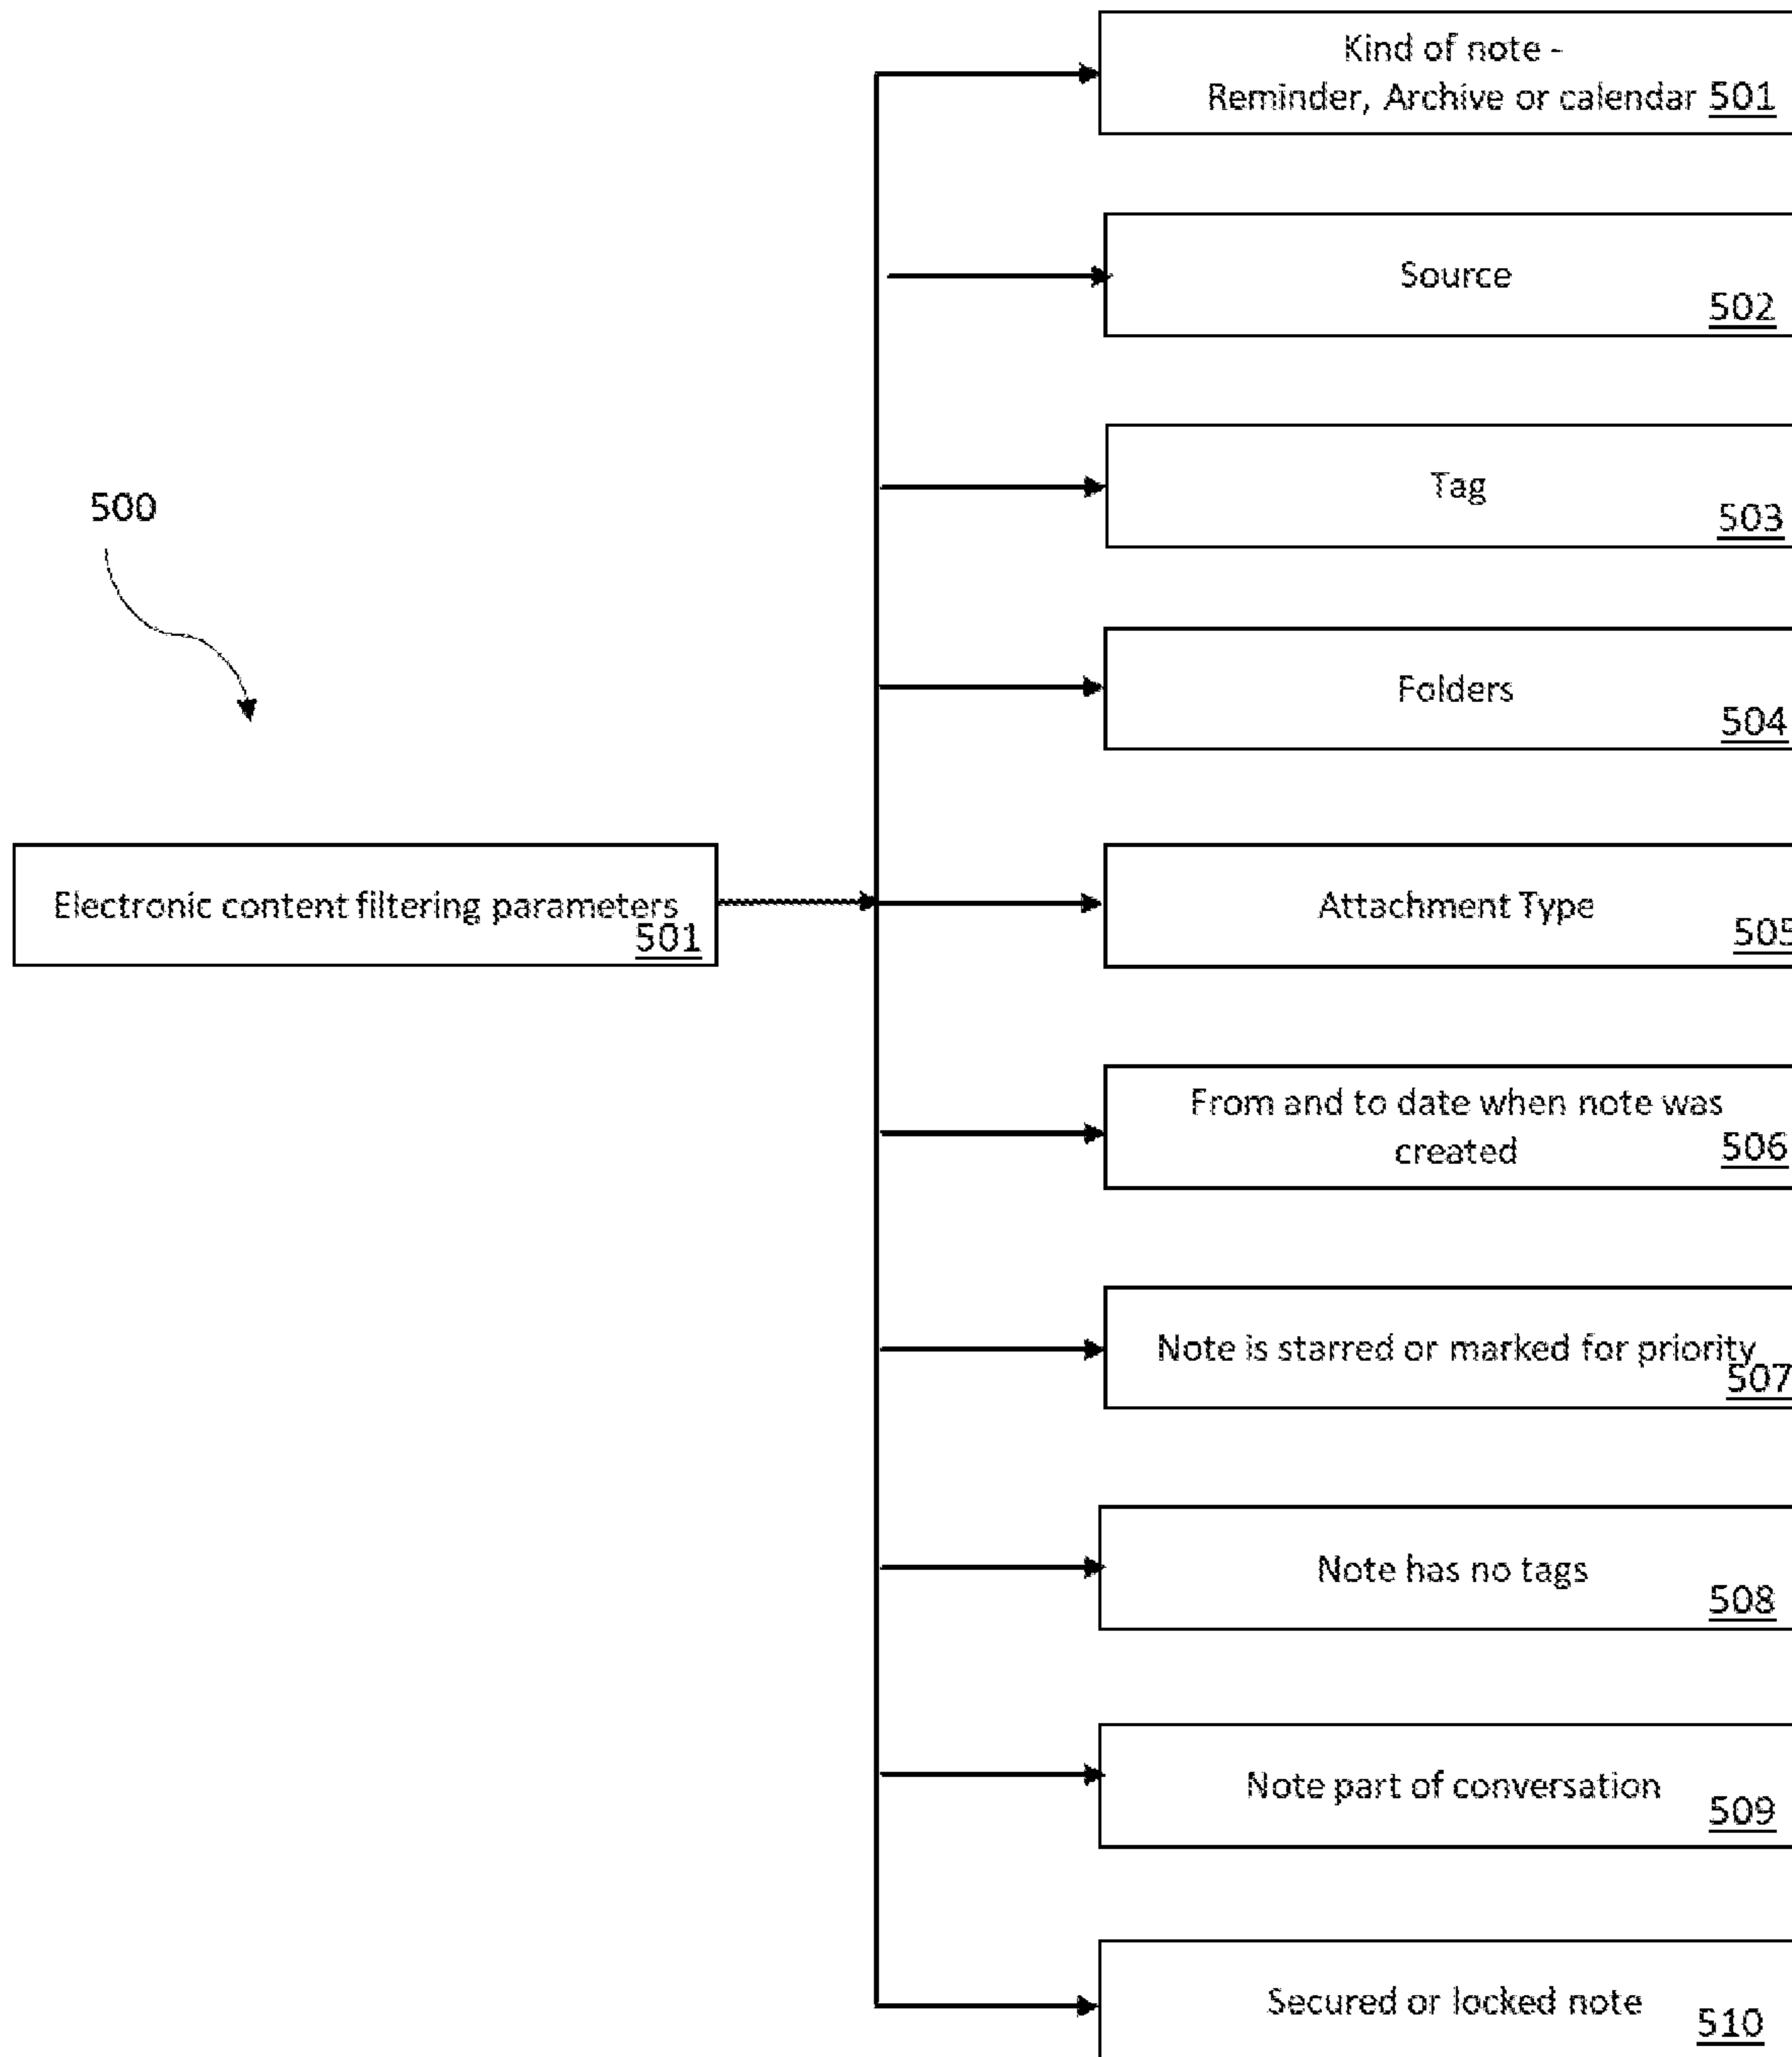 Kind of note -
Reminder, Archive or calendar 501
Source
502
Tag
503
500
Folders
504
Electronic content filtering parameters
501
Attachment Type
505
From and to date when note was
created 506
Note is starred or marked for priority
507
Note has no tags
508
Note part of conversation
509
Secured or locked note
510